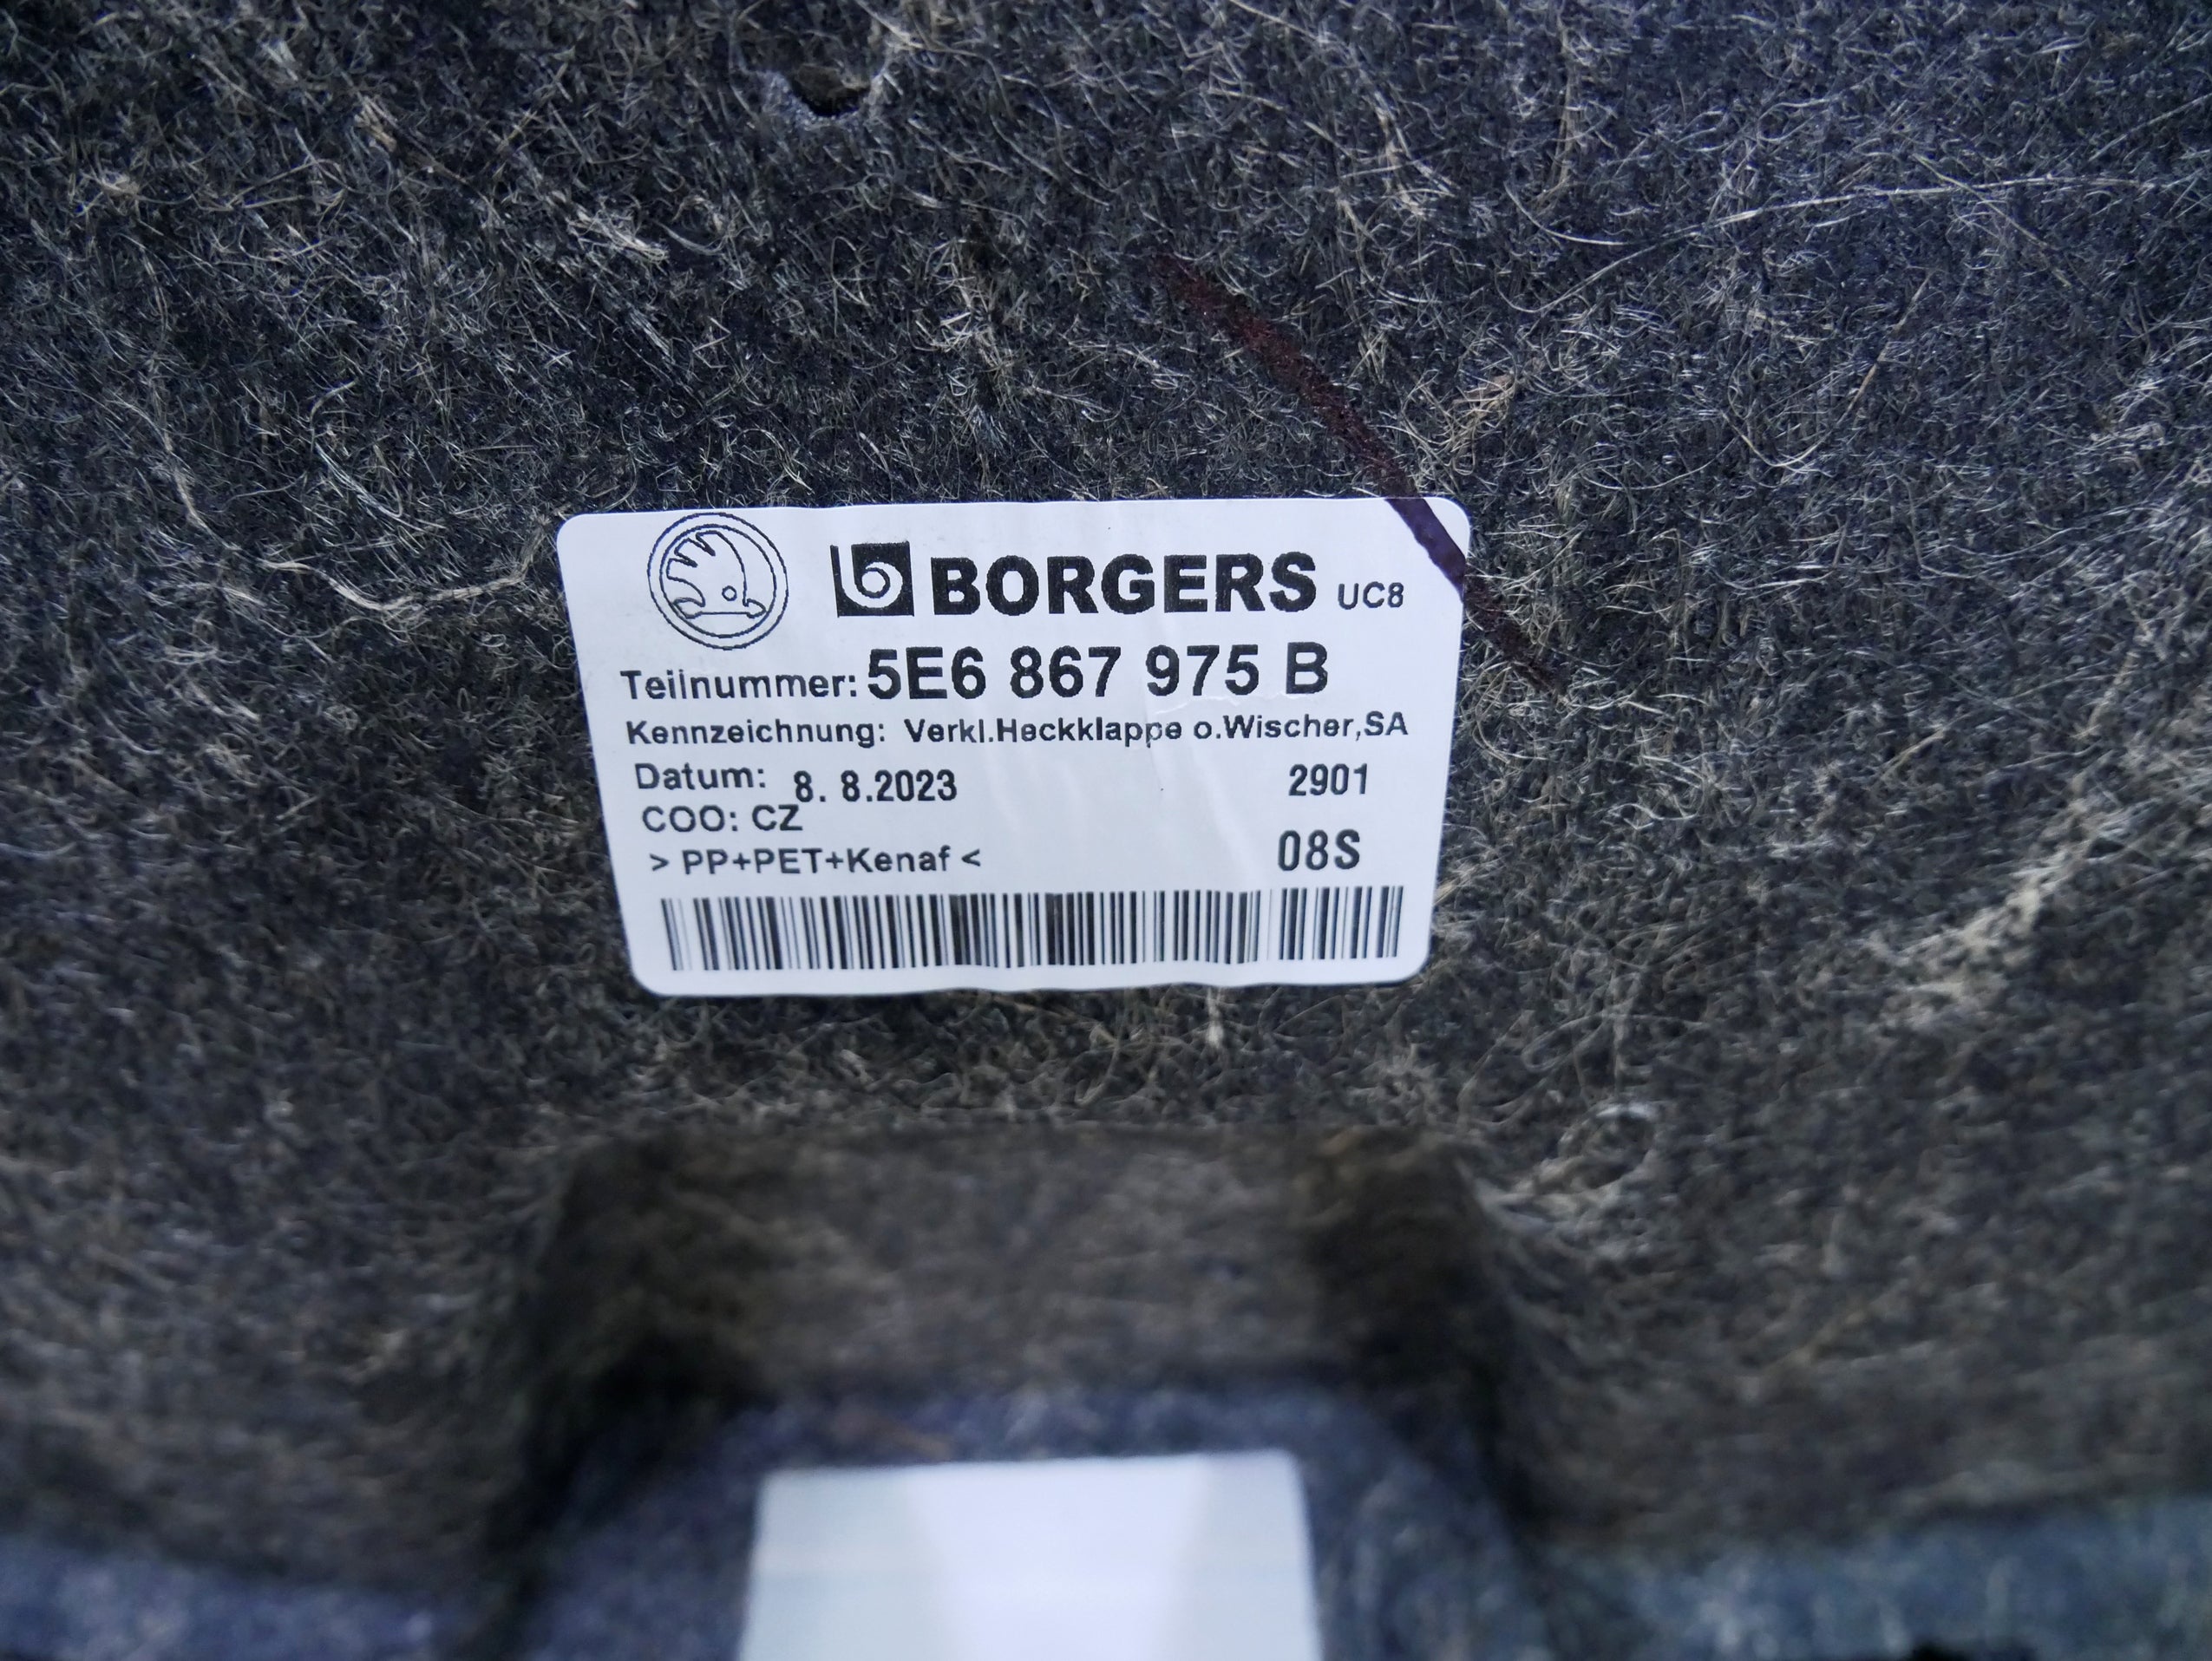 BORGERS UC8
Teilnummer: 5E6 867 975 B
Kennzeichnung: Verkl.Heckklappe o.Wischer,SA
Datum: 8. 8.2023 2901
COO: CZ
> PP+PET+Kenaf < 08S